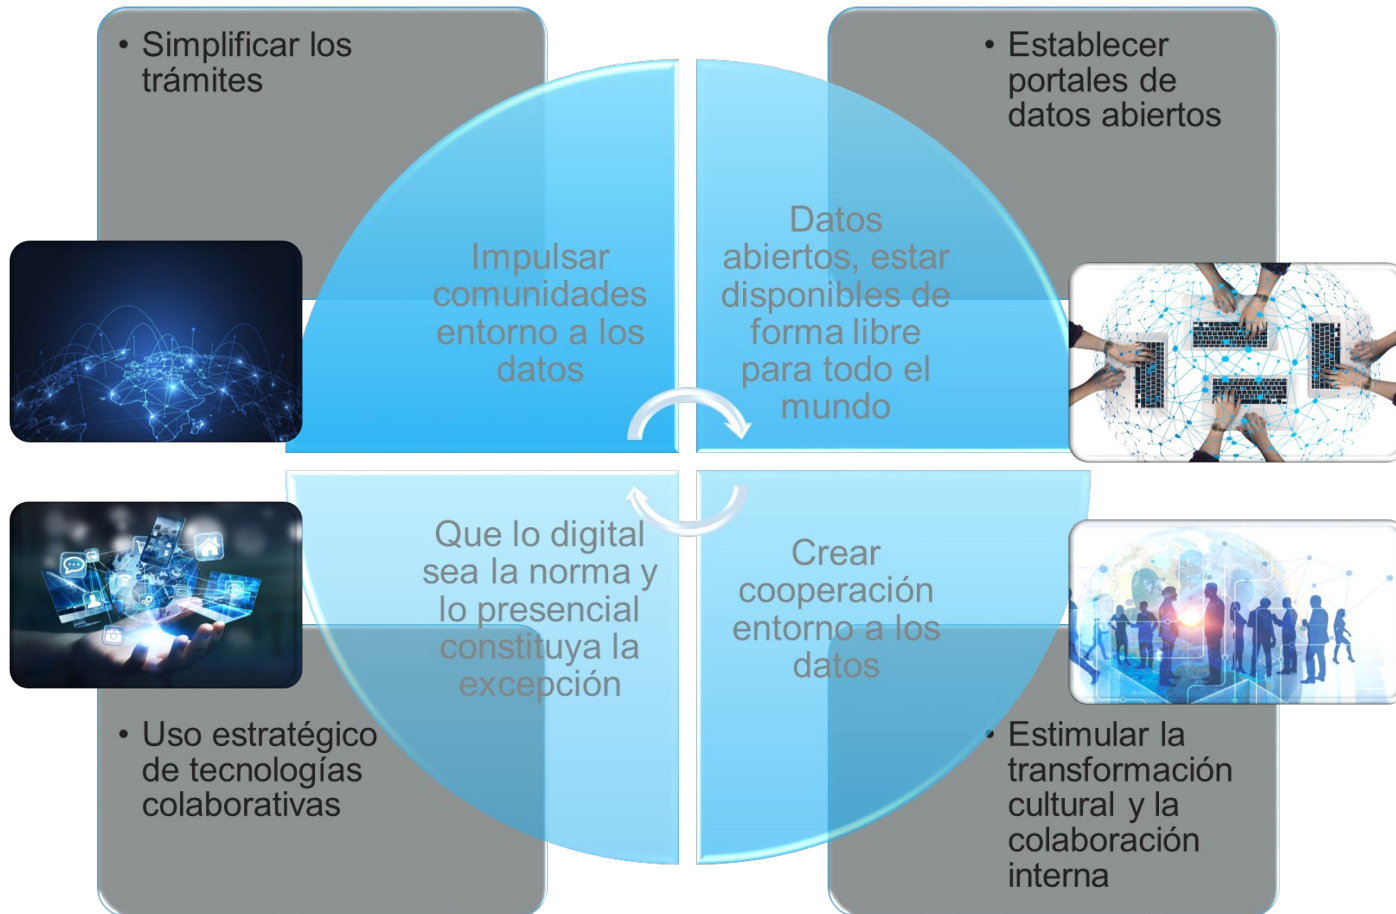 • Simplificar los
trámites
• Establecer
portales de
datos abiertos
Impulsar
comunidades
entorno a los
datos
Datos
abiertos, estar
disponibles de
forma libre
para todo el
mundo
Que lo digital
sea la norma y
lo presencial
constituya la
excepción
Crear
cooperación
entorno a los
datos
• Uso estratégico
de tecnologías
colaborativas
• Estimular la
transformación
cultural y la
colaboración
interna